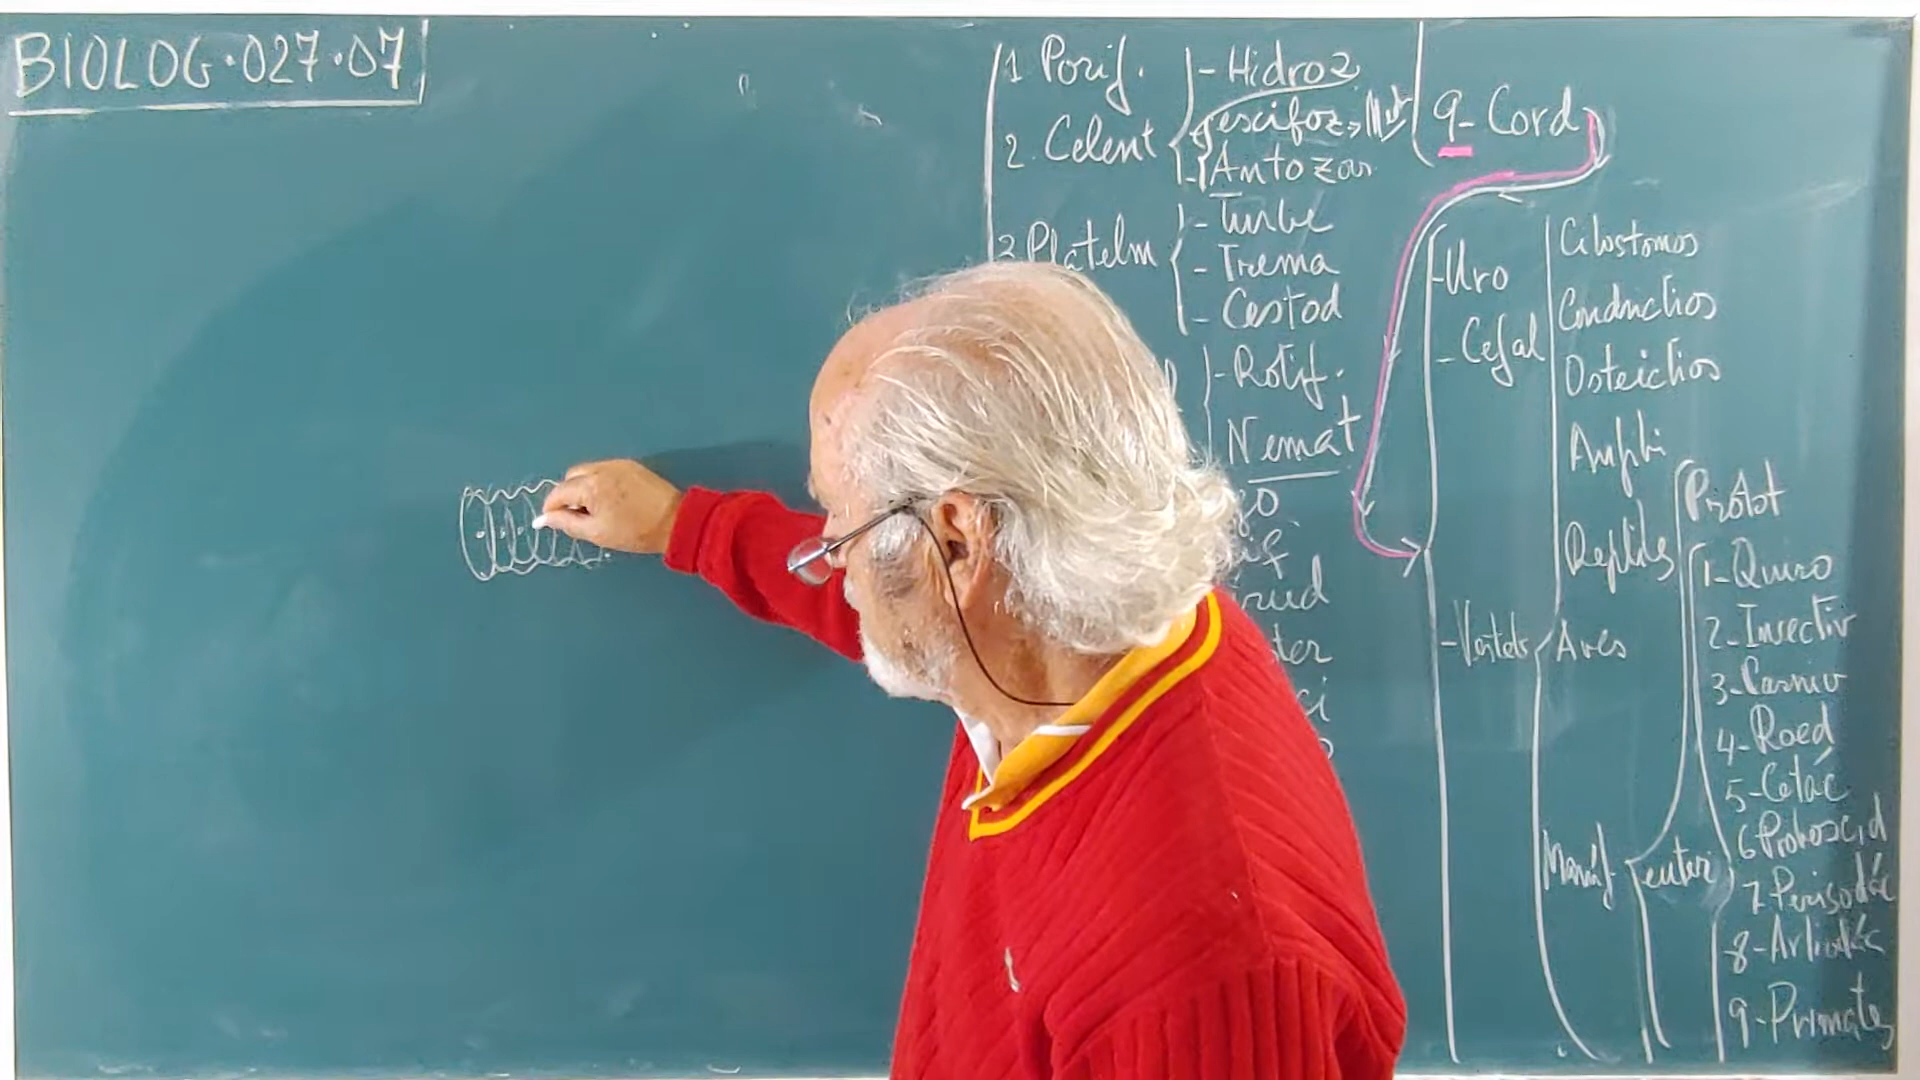 BIOLOG·027·07
1 Porif.
2. Celent
- Hidroz
escifoz
- Antozoa
3 Platelm
- Turbe
- Trema
- Cestod
- Rotif.
Nemat
9- Cord
- Uro
- Cefal
- Vertebr
Ciclostomos
Condrictios
Osteictios
Anfibi
Reptiles
Aves
Mamíf
Protot
euteri
1- Quiro
2- Insectiv
3- Carniv
4- Roed
5- Cetác
6 Proboscid
7 Perisodác
8- Artiodác
9- Primates